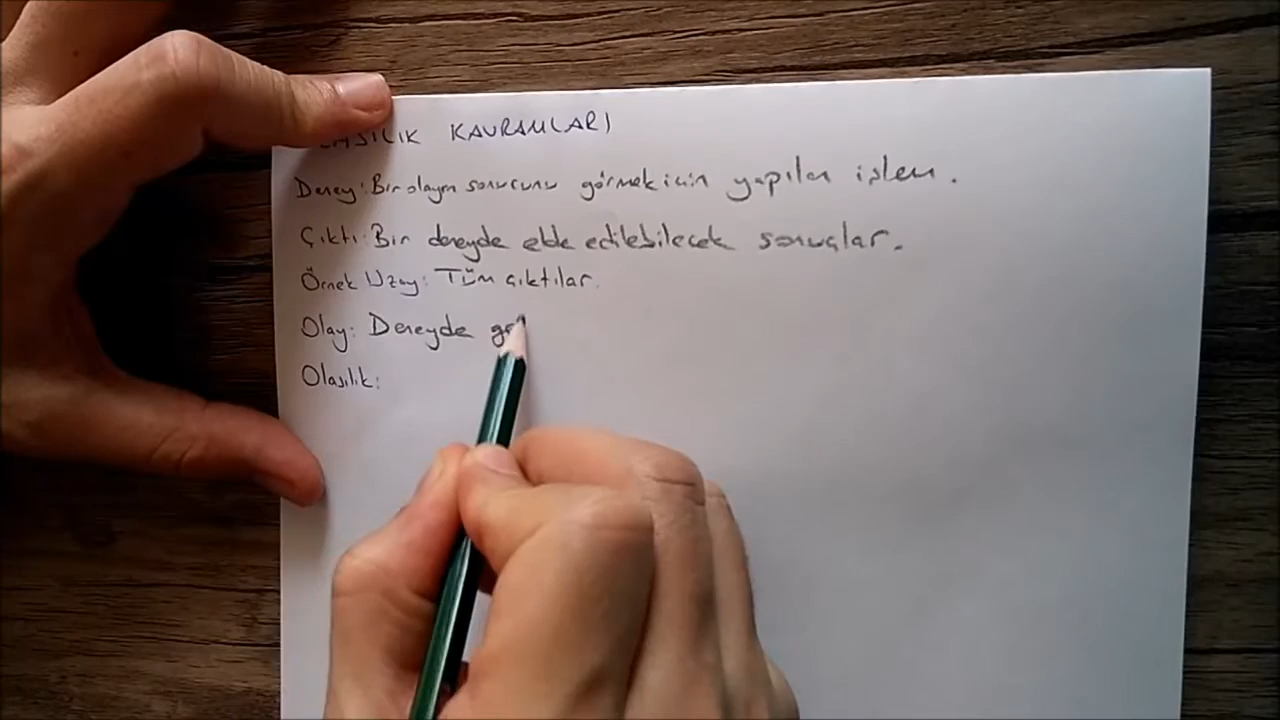 KAVRAMLARI
Deney: Bir olayın sonucunu görmek için yapılan işlem.
Çıktı: Bir deneyde elde edilebilecek sonuçlar.
Örnek Uzay: Tüm çıktılar.
Olay: Deneyde
Olasılık: